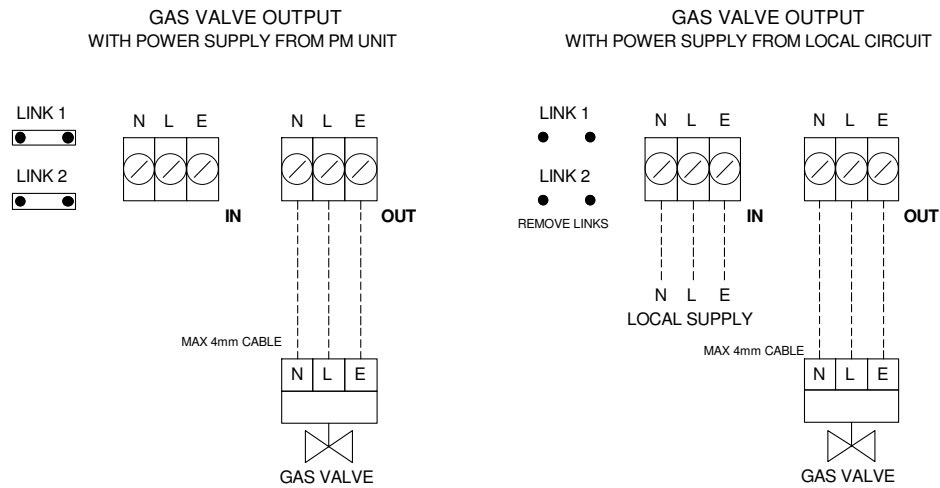 GAS VALVE OUTPUT
WITH POWER SUPPLY FROM PM UNIT
LINK 1
N L E
N L E
LINK 2
IN
OUT
MAX 4mm CABLE
N L E
GAS VALVE
GAS VALVE OUTPUT
WITH POWER SUPPLY FROM LOCAL CIRCUIT
LINK 1
N L E
N L E
LINK 2
REMOVE LINKS
IN
OUT
N L E
LOCAL SUPPLY
MAX 4mm CABLE
N L E
GAS VALVE